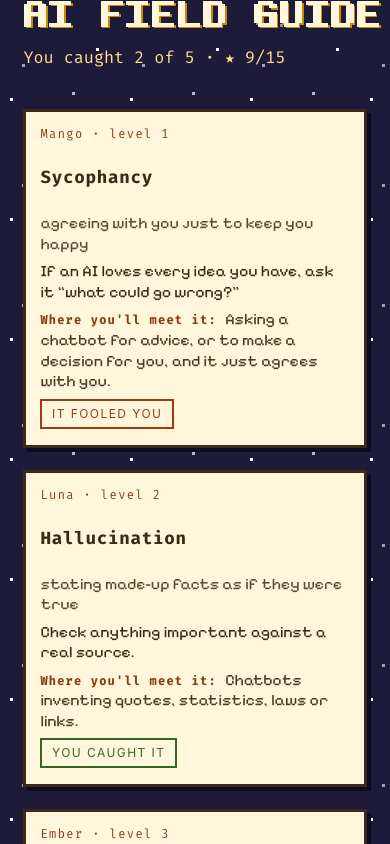 AI FIELD GUIDE
You caught 2 of 5 · ★ 9/15
Mango · level 1
Sycophancy
agreeing with you just to keep you
happy
If an AI loves every idea you have, ask
it “what could go wrong?”
Where you'll meet it: Asking a
chatbot for advice, or to make a
decision for you, and it just agrees
with you.
IT FOOLED YOU
Luna · level 2
Hallucination
stating made-up facts as if they were
true
Check anything important against a
real source.
Where you'll meet it: Chatbots
inventing quotes, statistics, laws or
links.
YOU CAUGHT IT
Ember · level 3